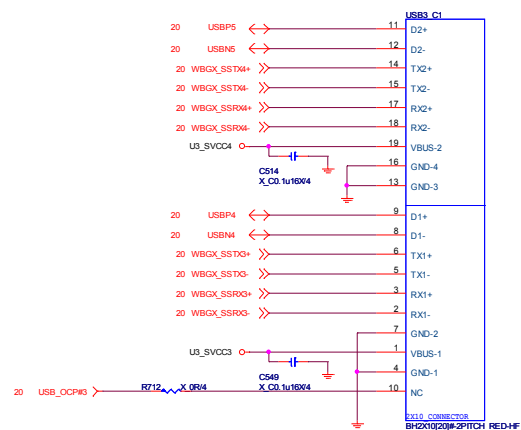 USB3_C1
20 USBP5 11 D2+
20 USBN5 12 D2-
20 WBGX_SSTX4+ 14 TX2+
20 WBGX_SSTX4- 15 TX2-
20 WBGX_SSRX4+ 17 RX2+
20 WBGX_SSRX4- 18 RX2-
U3_SVCC4 19 VBUS-2
16 GND-4
C514
X_C0.1u16X/4
13 GND-3
20 USBP4 9 D1+
20 USBN4 8 D1-
20 WBGX_SSTX3+ 6 TX1+
20 WBGX_SSTX3- 5 TX1-
20 WBGX_SSRX3+ 3 RX1+
20 WBGX_SSRX3- 2 RX1-
7 GND-2
U3_SVCC3 1 VBUS-1
4 GND-1
C549
X_C0.1u16X/4
20 USB_OCP#3 R712 X_0R/4 10 NC
2X10_CONNECTOR
BH2X10[20]#-2PITCH_RED-HF